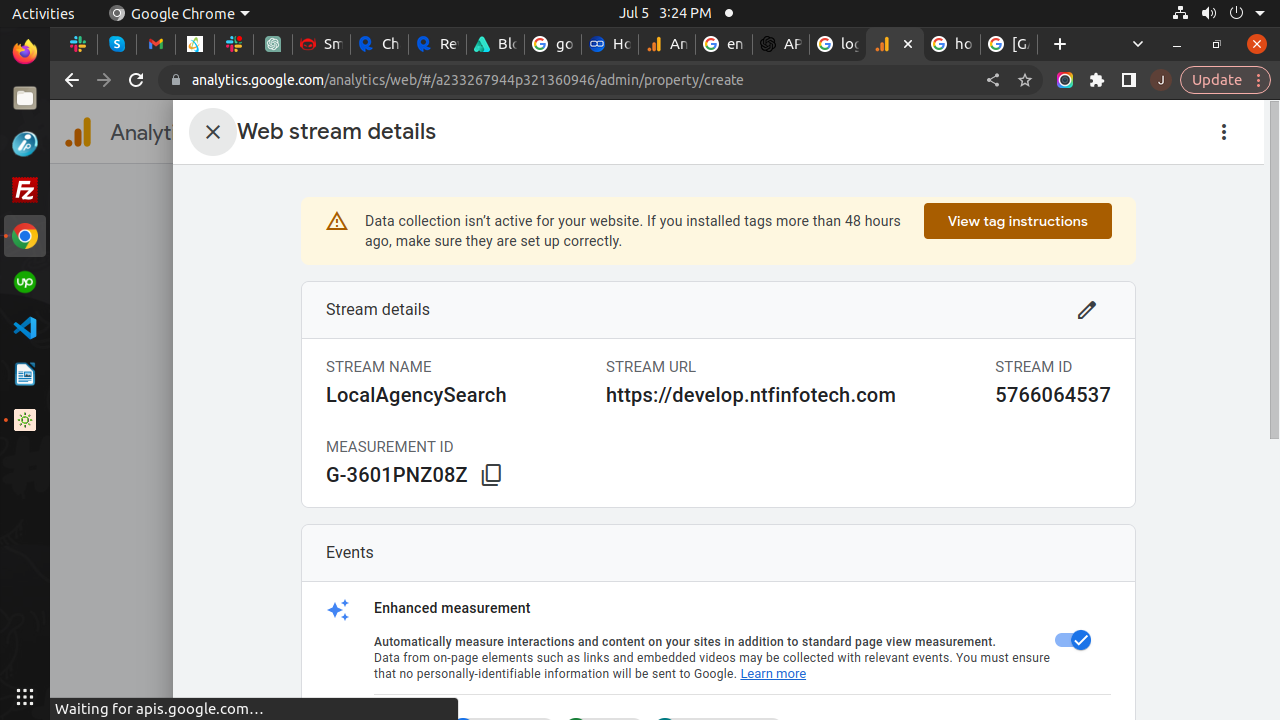 Activities
Google Chrome
Jul 5 3:24 PM
Sm
Ch
Re
Blo
go
Ho
An
en
AP
log
ho
[GA
analytics.google.com/analytics/web/#/a233267944p321360946/admin/property/create
J
Update
Analyti
Web stream details
Data collection isn’t active for your website. If you installed tags more than 48 hours
ago, make sure they are set up correctly.
View tag instructions
Stream details
STREAM NAME
STREAM URL
STREAM ID
LocalAgencySearch
https://develop.ntfinfotech.com
5766064537
MEASUREMENT ID
G-3601PNZ08Z
Events
Enhanced measurement
Automatically measure interactions and content on your sites in addition to standard page view measurement.
Data from on-page elements such as links and embedded videos may be collected with relevant events. You must ensure
that no personally-identifiable information will be sent to Google. Learn more
Waiting for apis.google.com…